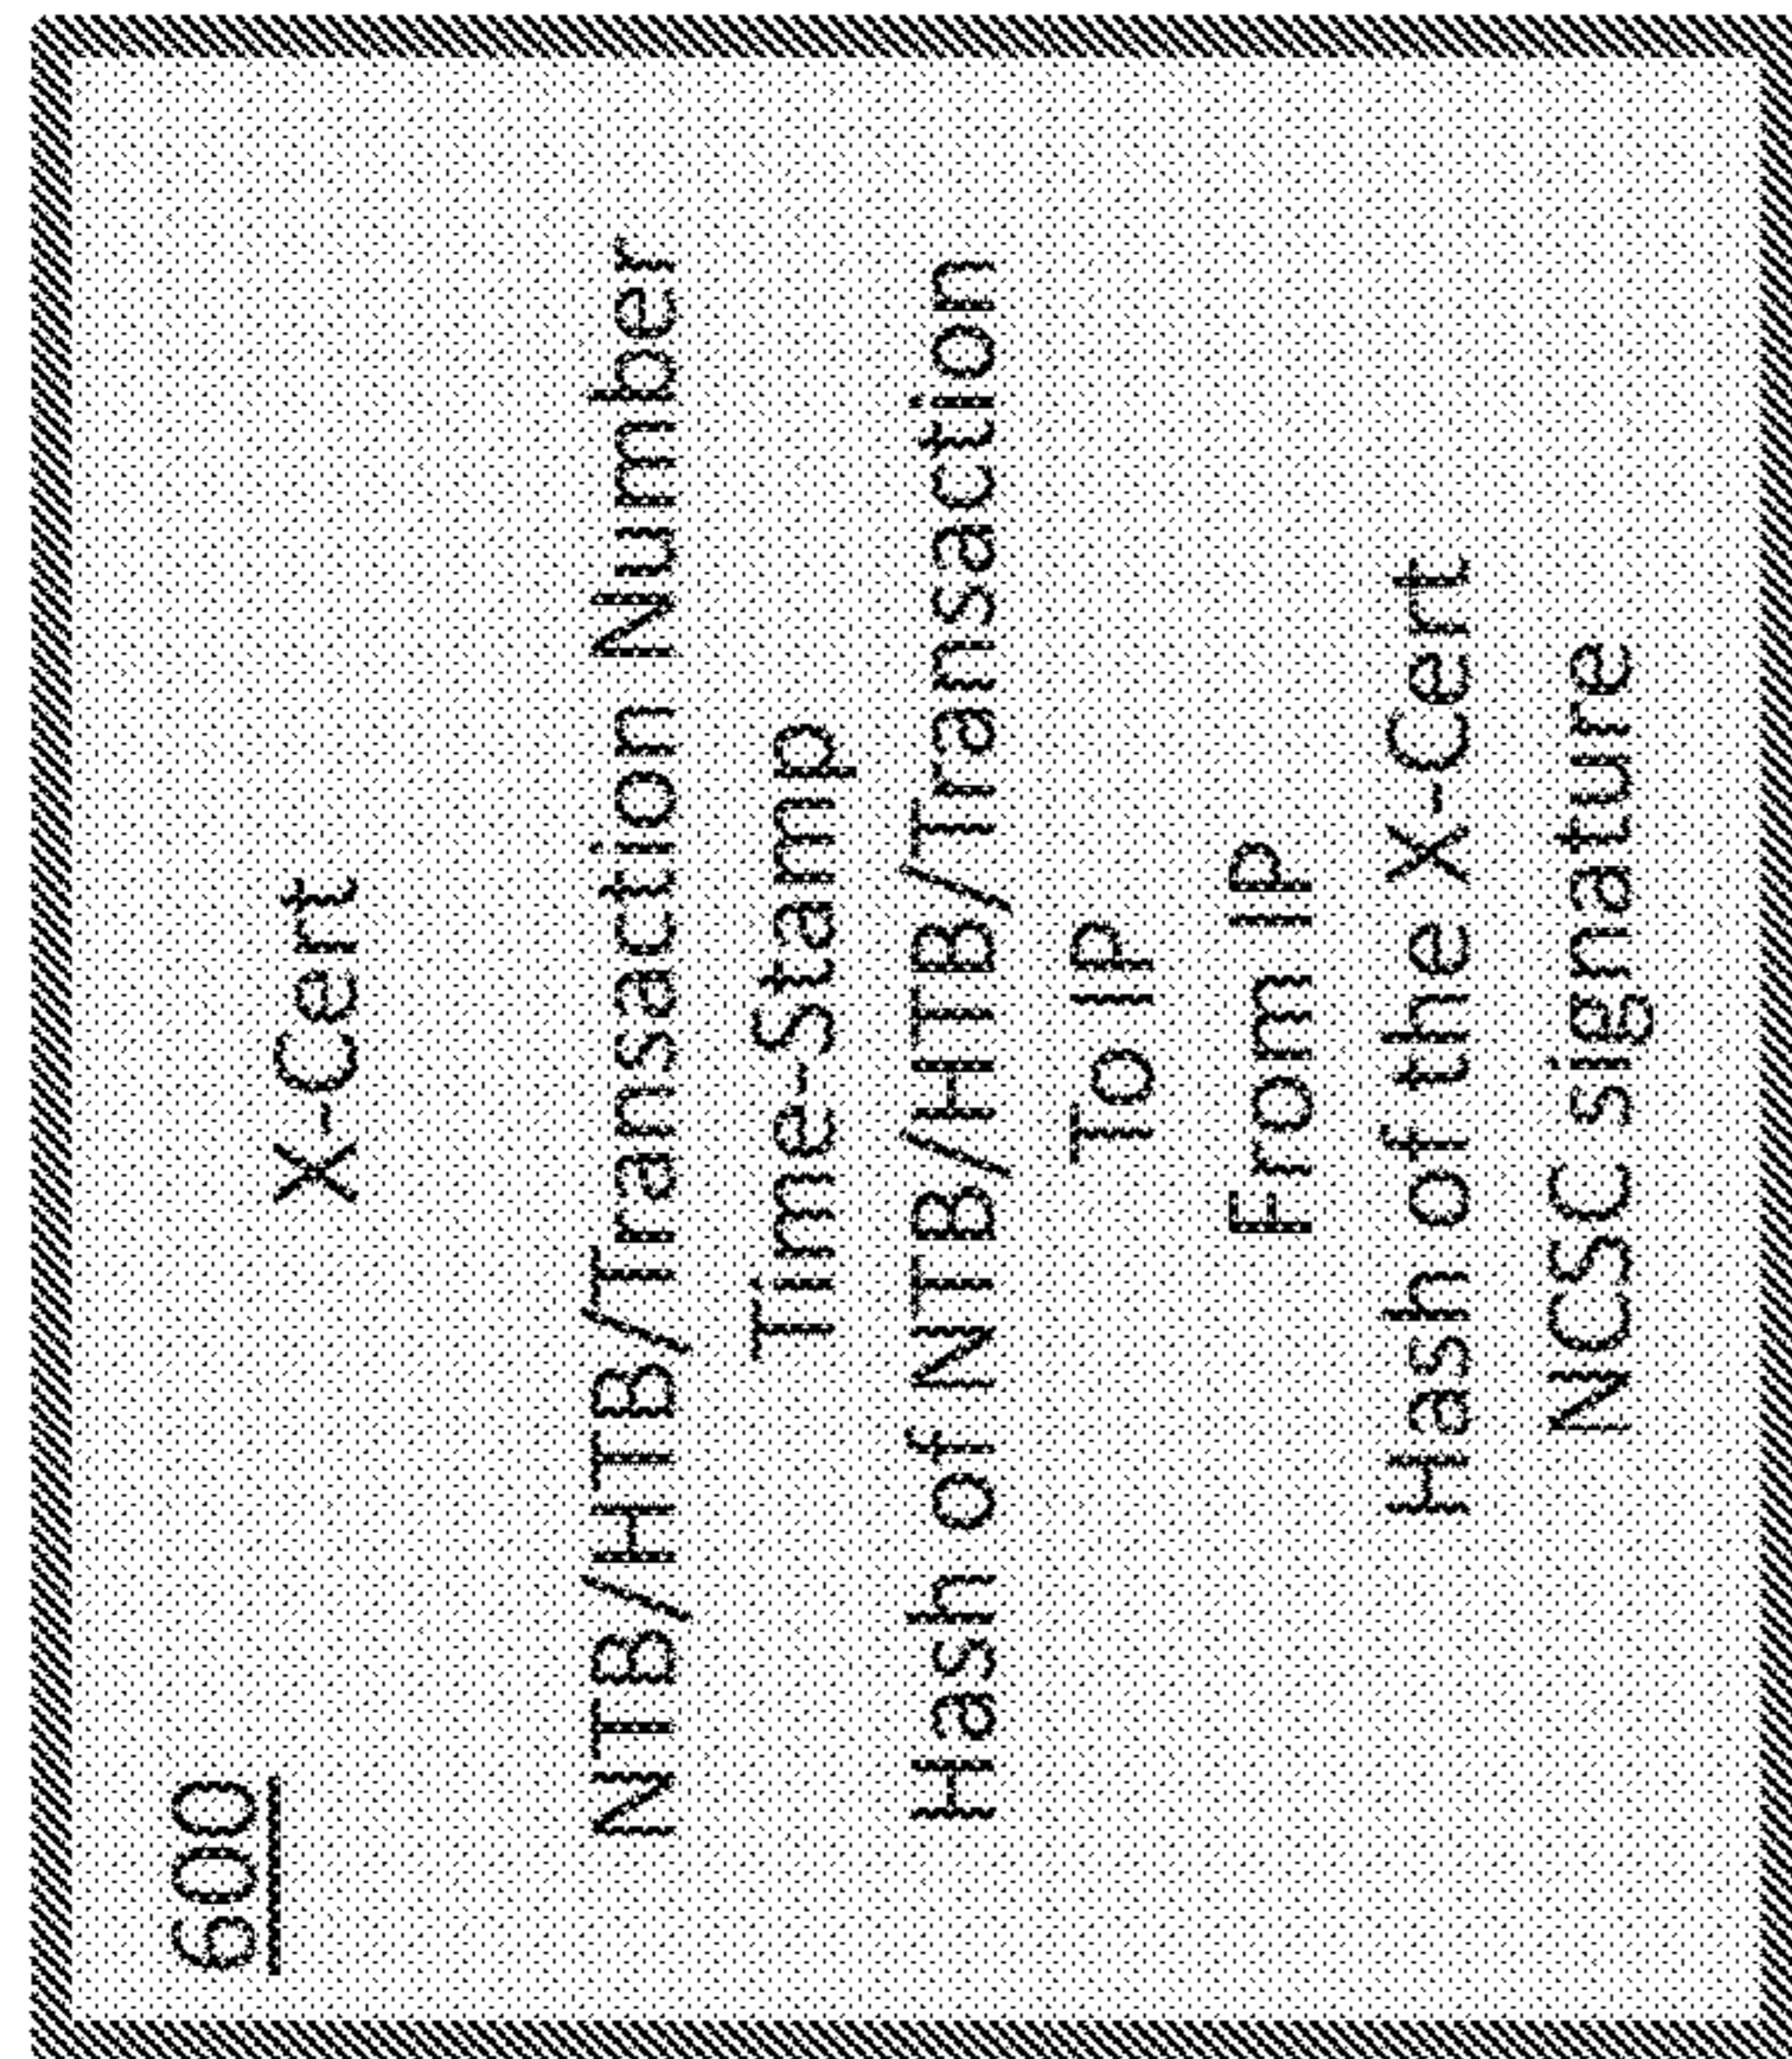 600
X-Cert
NTB/HTB/Transaction Number
Time-Stamp
Hash of NTB/HTB/Transaction
To IP
From IP
Hash of the X-Cert
NCSC signature